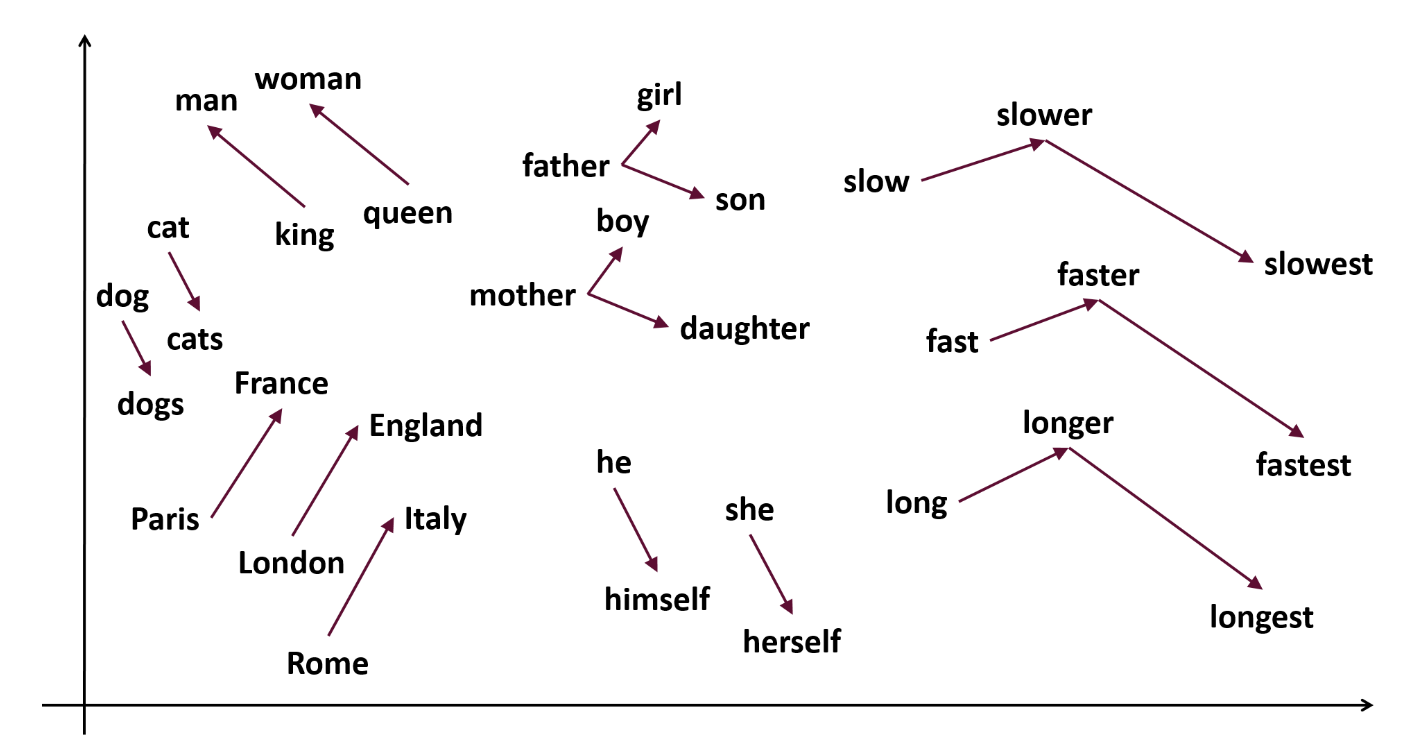 woman
man
girl
slower
father
slow
son
queen
boy
cat
king
slowest
faster
dog
mother
daughter
cats
fast
France
dogs
England
longer
he
fastest
long
she
Paris
Italy
London
himself
longest
herself
Rome